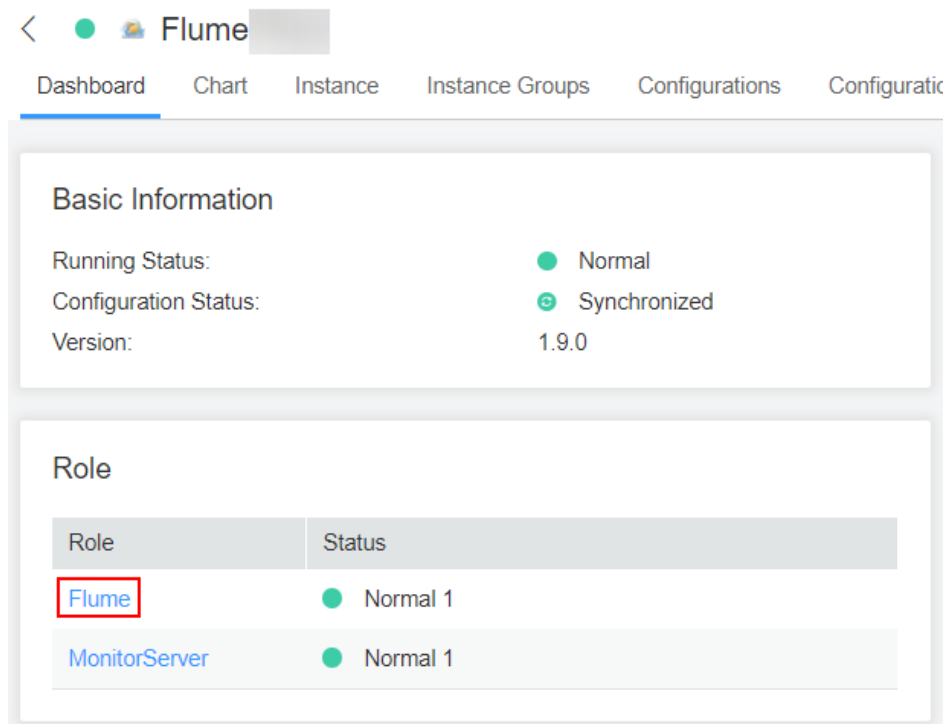 Flume
Dashboard Chart Instance Instance Groups Configurations
Basic Information
Running Status: Normal
Configuration Status: Synchronized
Version: 1.9.0
Role
Role Status
Flume Normal 1
MonitorServer Normal 1